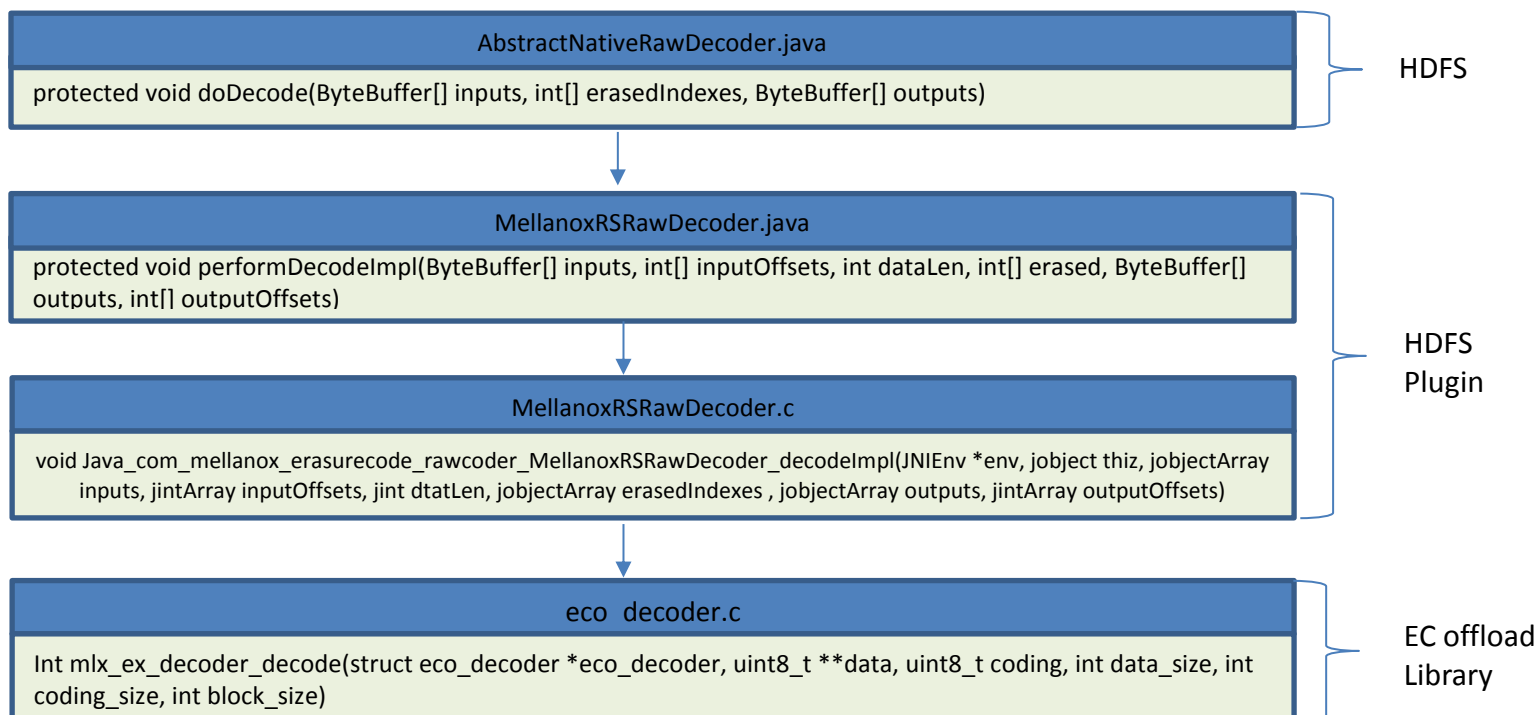 AbstractNativeRawDecoder.java
protected void doDecode(ByteBuffer[] inputs, int[] erasedIndexes, ByteBuffer[] outputs)
HDFS
MellanoxRSRawDecoder.java
protected void performDecodeImpl(ByteBuffer[] inputs, int[] inputOffsets, int dataLen, int[] erased, ByteBuffer[]
outputs, int[] outputOffsets)
MellanoxRSRawDecoder.c
void Java_com_mellanox_erasurecode_rawcoder_MellanoxRSRawDecoder_decodeImpl(JNIEnv *env, jobject thiz, jobjectArray
inputs, jintArray inputOffsets, jint dtatLen, jobjectArray erasedIndexes , jobjectArray outputs, jintArray outputOffsets)
HDFS
Plugin
eco_decoder.c
Int mlx_ex_decoder_decode(struct eco_decoder *eco_decoder, uint8_t **data, uint8_t coding, int data_size, int
coding_size, int block_size)
EC offload
Library